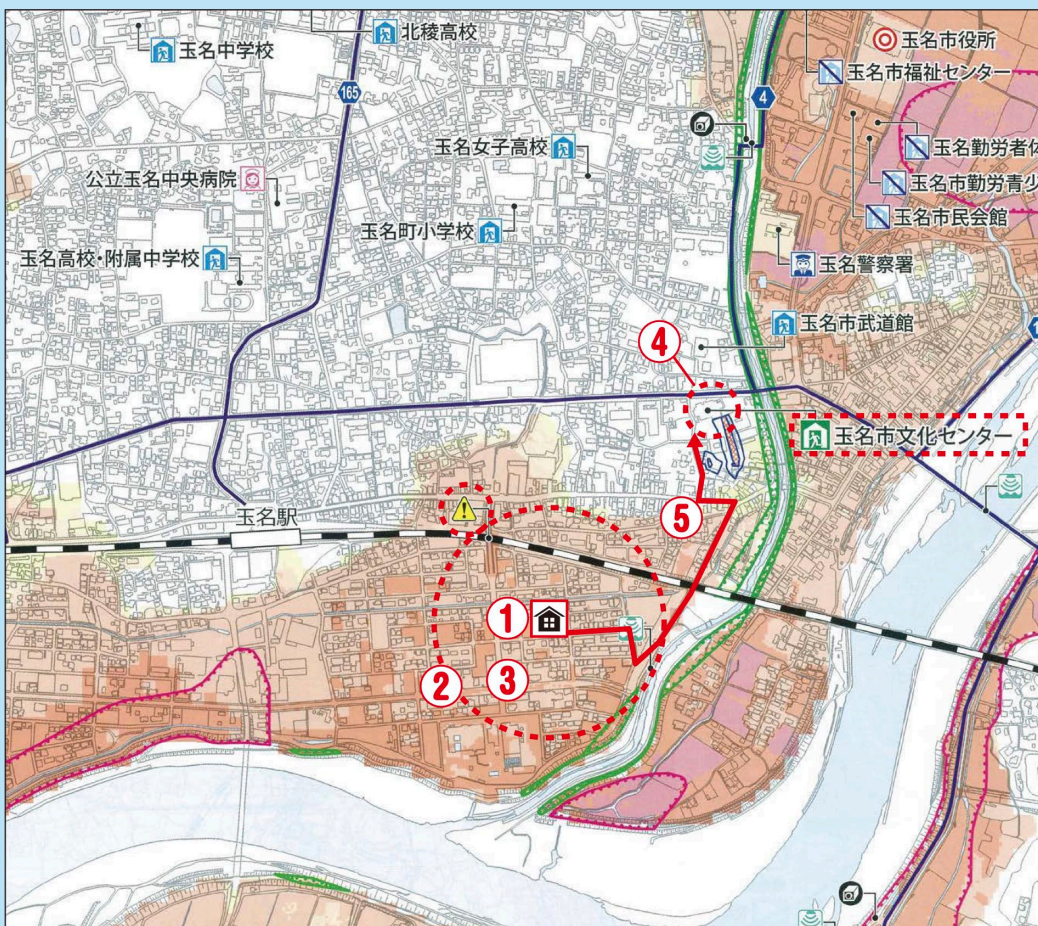 玉名中学校
北稜高校
玉名市役所
玉名市福祉センター
165
4
玉名女子高校
玉名勤労者体
公立玉名中央病院
玉名市勤労青少
玉名町小学校
玉名市民会館
玉名高校・附属中学校
玉名警察署
玉名市武道館
④
1
玉名市文化センター
玉名駅
⑤
①
②
③